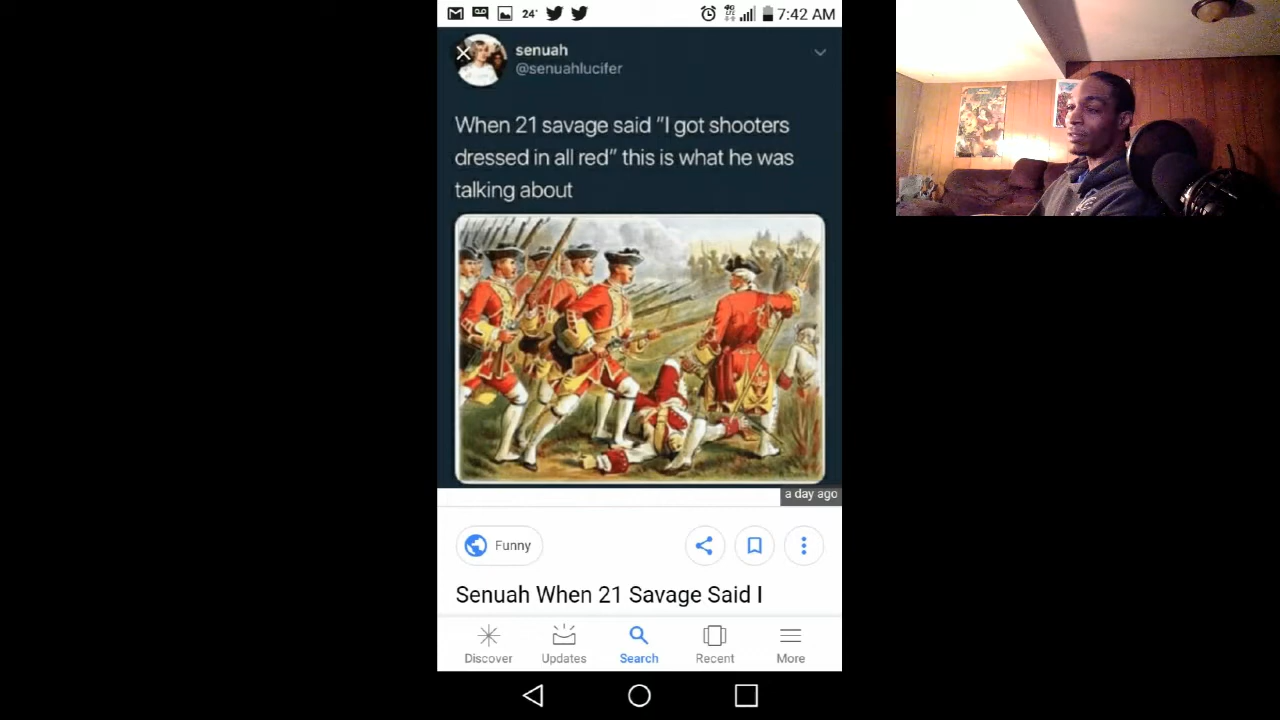 24°
7:42 AM
senuah
@senuahlucifer
When 21 savage said "I got shooters
dressed in all red" this is what he was
talking about
a day ago
Funny
Senuah When 21 Savage Said I
Discover Updates Search Recent More